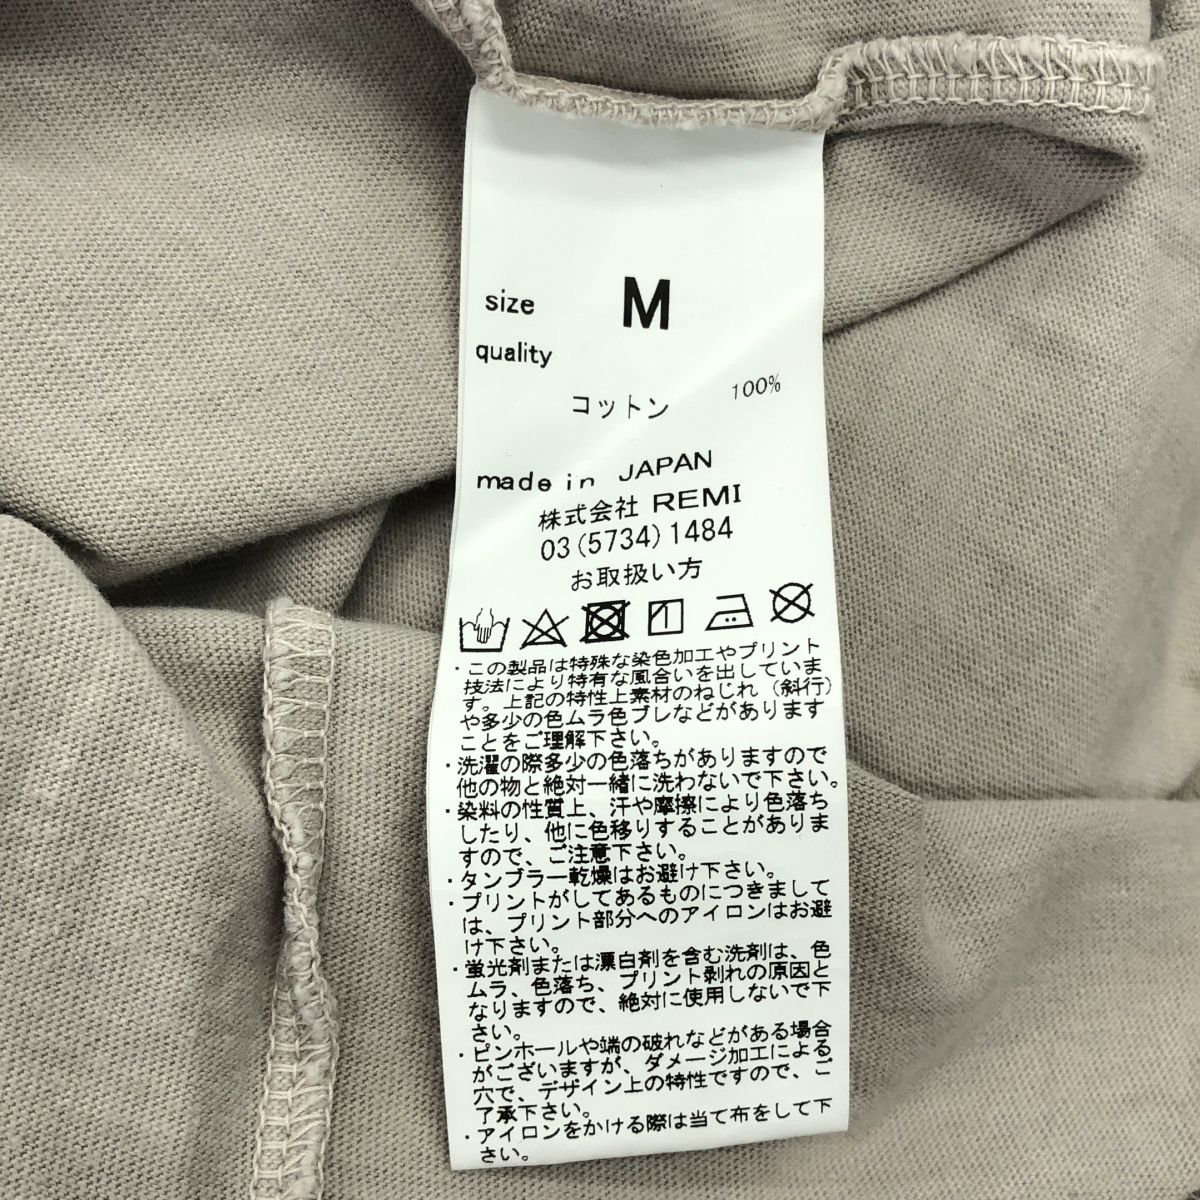 size M
quality
コットン 100%
made in JAPAN
株式会社 REMI
03(5734)1484
お取扱い方
・この製品は特殊な染色加工やプリント
技法により特有な風合いを出していま
す。上記の特性上素材のねじれ（斜行）
や多少の色ムラ色ブレなどがあります
ことをご理解下さい。
・洗濯の際多少の色落ちがありますので
他の物と絶対一緒に洗わないで下さい。
・染料の性質上、汗や摩擦により色落ち
したり、他に色移りすることがありま
すので、ご注意下さい。
・タンブラー乾燥はお避け下さい。
・プリントがしてあるものにつきまして
は、プリント部分へのアイロンはお避
け下さい。
・蛍光剤または漂白剤を含む洗剤は、色
ムラ、色落ち、プリント剥れの原因と
なりますので、絶対に使用しないで下
さい。
・ピンホールや端の破れなどがある場合
がございますが、ダメージ加工による
穴で、デザイン上の特性ですので、ご
了承下さい。
・アイロンをかける際は当て布をして下
さい。